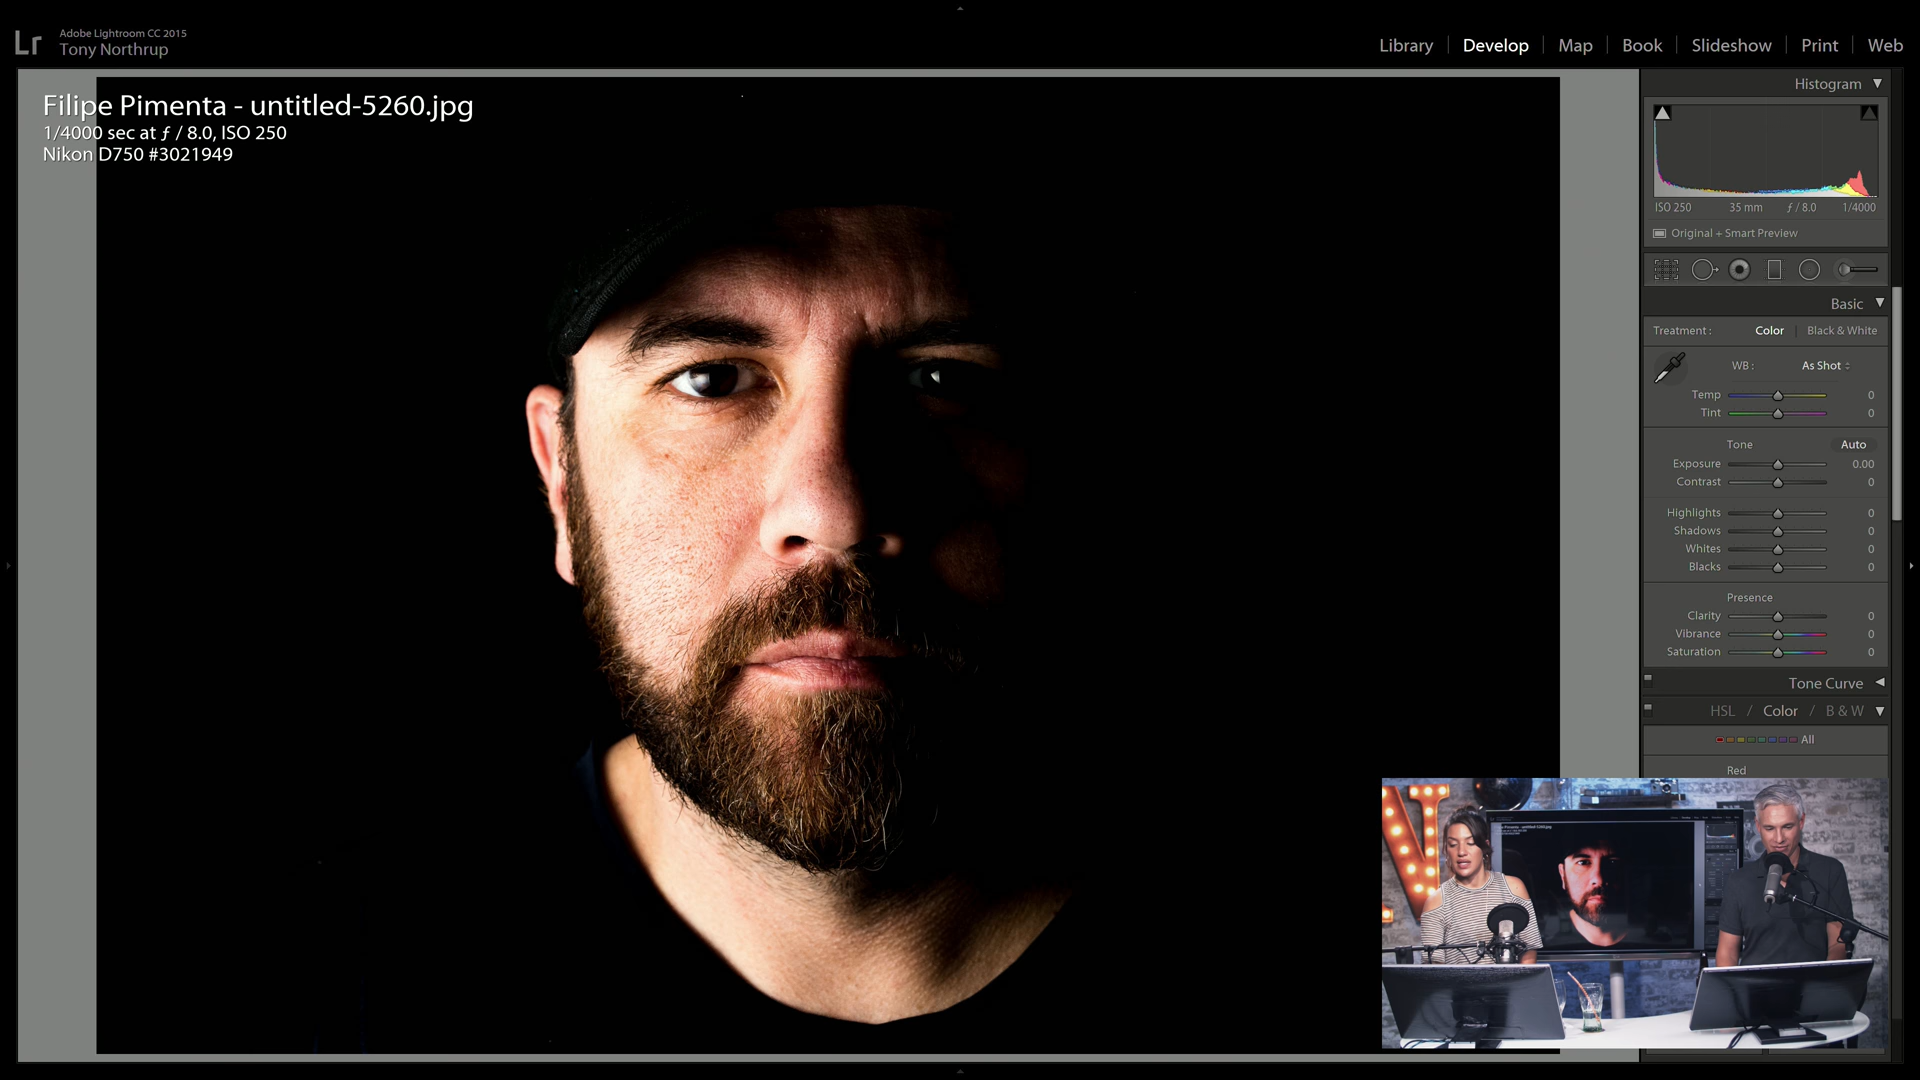 Lr
Adobe Lightroom CC 2015
Tony Northrup
Library | Develop | Map | Book | Slideshow | Print | Web
Filipe Pimenta - untitled-5260.jpg
1/4000 sec at ƒ / 8.0, ISO 250
Nikon D750 #3021949
Histogram
ISO 250 35 mm ƒ / 8.0 1/4000
Original + Smart Preview
Basic
Treatment : Color | Black & White
WB : As Shot
Temp 0
Tint 0
Tone Auto
Exposure 0.00
Contrast 0
Highlights 0
Shadows 0
Whites 0
Blacks 0
Presence
Clarity 0
Vibrance 0
Saturation 0
Tone Curve
HSL / Color / B & W
All
Red